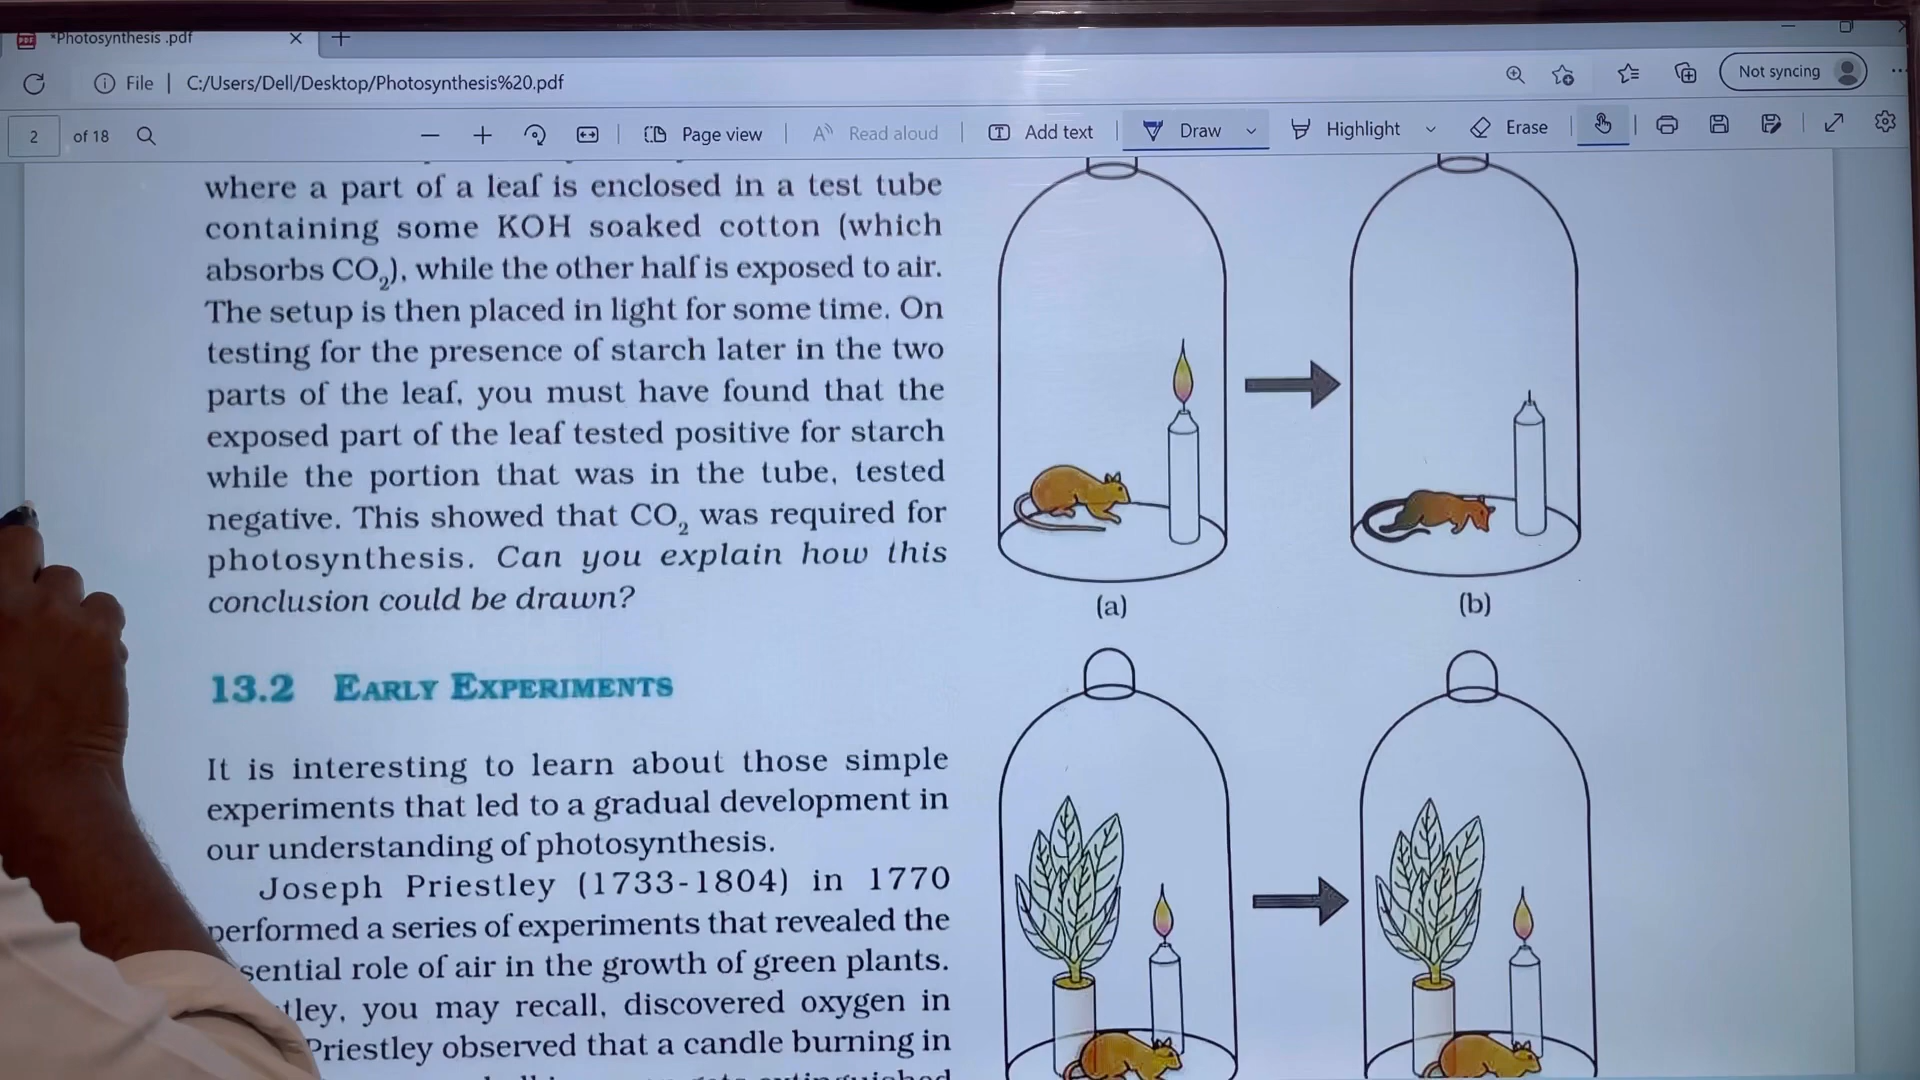 *Photosynthesis .pdf
File | C:/Users/Dell/Desktop/Photosynthesis%20.pdf
Not syncing
2 of 18
Page view
Read aloud
Add text
Draw
Highlight
Erase
where a part of a leaf is enclosed in a test tube
containing some KOH soaked cotton (which
absorbs CO₂), while the other half is exposed to air.
The setup is then placed in light for some time. On
testing for the presence of starch later in the two
parts of the leaf, you must have found that the
exposed part of the leaf tested positive for starch
while the portion that was in the tube, tested
negative. This showed that CO₂ was required for
photosynthesis. Can you explain how this
conclusion could be drawn?
13.2 EARLY EXPERIMENTS
It is interesting to learn about those simple
experiments that led to a gradual development in
our understanding of photosynthesis.
Joseph Priestley (1733-1804) in 1770
performed a series of experiments that revealed the
sential role of air in the growth of green plants.
tley, you may recall, discovered oxygen in
Priestley observed that a candle burning in
(a)
(b)